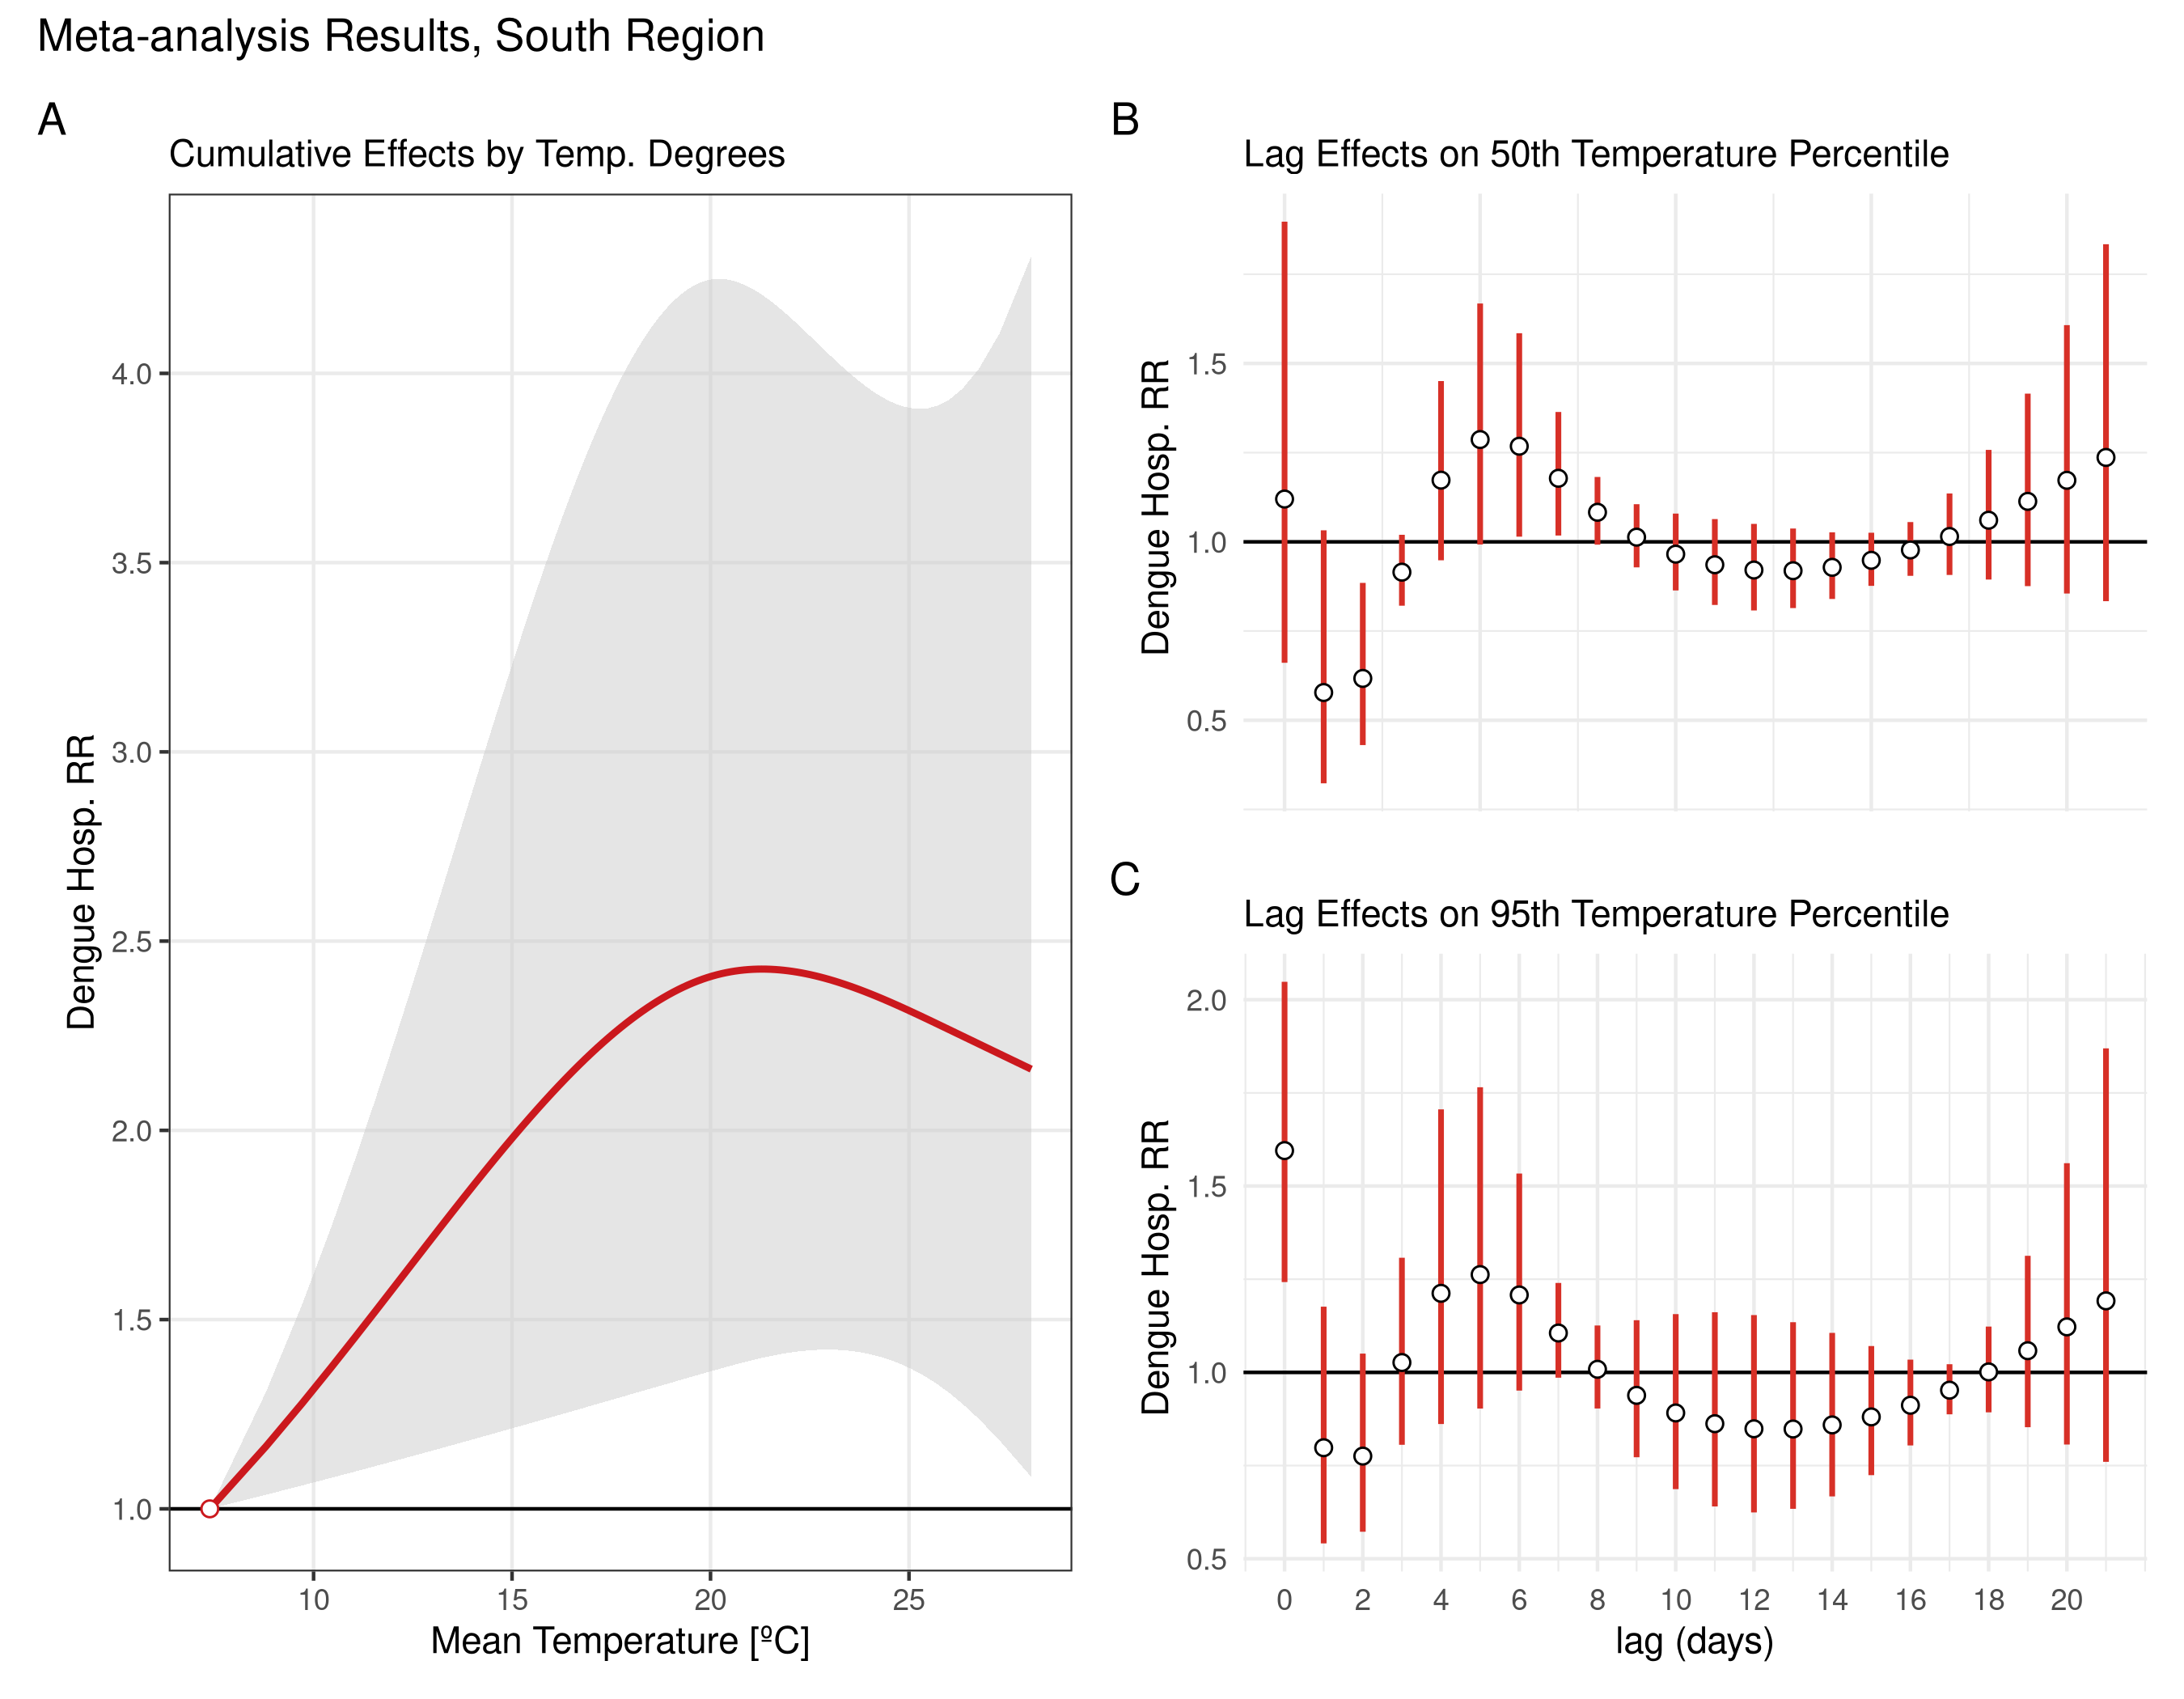 Meta-analysis Results, South Region
A
Cumulative Effects by Temp. Degrees
Dengue Hosp. RR
4.0
3.5
3.0
2.5
2.0
1.5
1.0
10 15 20 25
Mean Temperature [ºC]
B
Lag Effects on 50th Temperature Percentile
Dengue Hosp. RR
1.5
1.0
0.5
C
Lag Effects on 95th Temperature Percentile
Dengue Hosp. RR
2.0
1.5
1.0
0.5
0 2 4 6 8 10 12 14 16 18 20
lag (days)